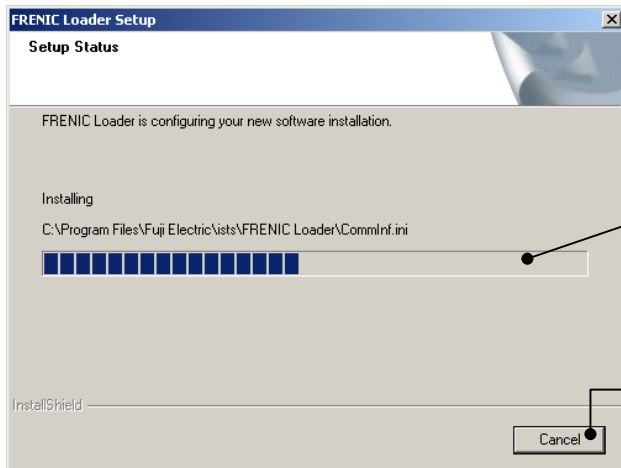 FRENIC Loader Setup
Setup Status
FRENIC Loader is configuring your new software installation.
Installing
C:\Program Files\Fuji Electric\ists\FRENIC Loader\CommInf.ini
InstallShield
Cancel